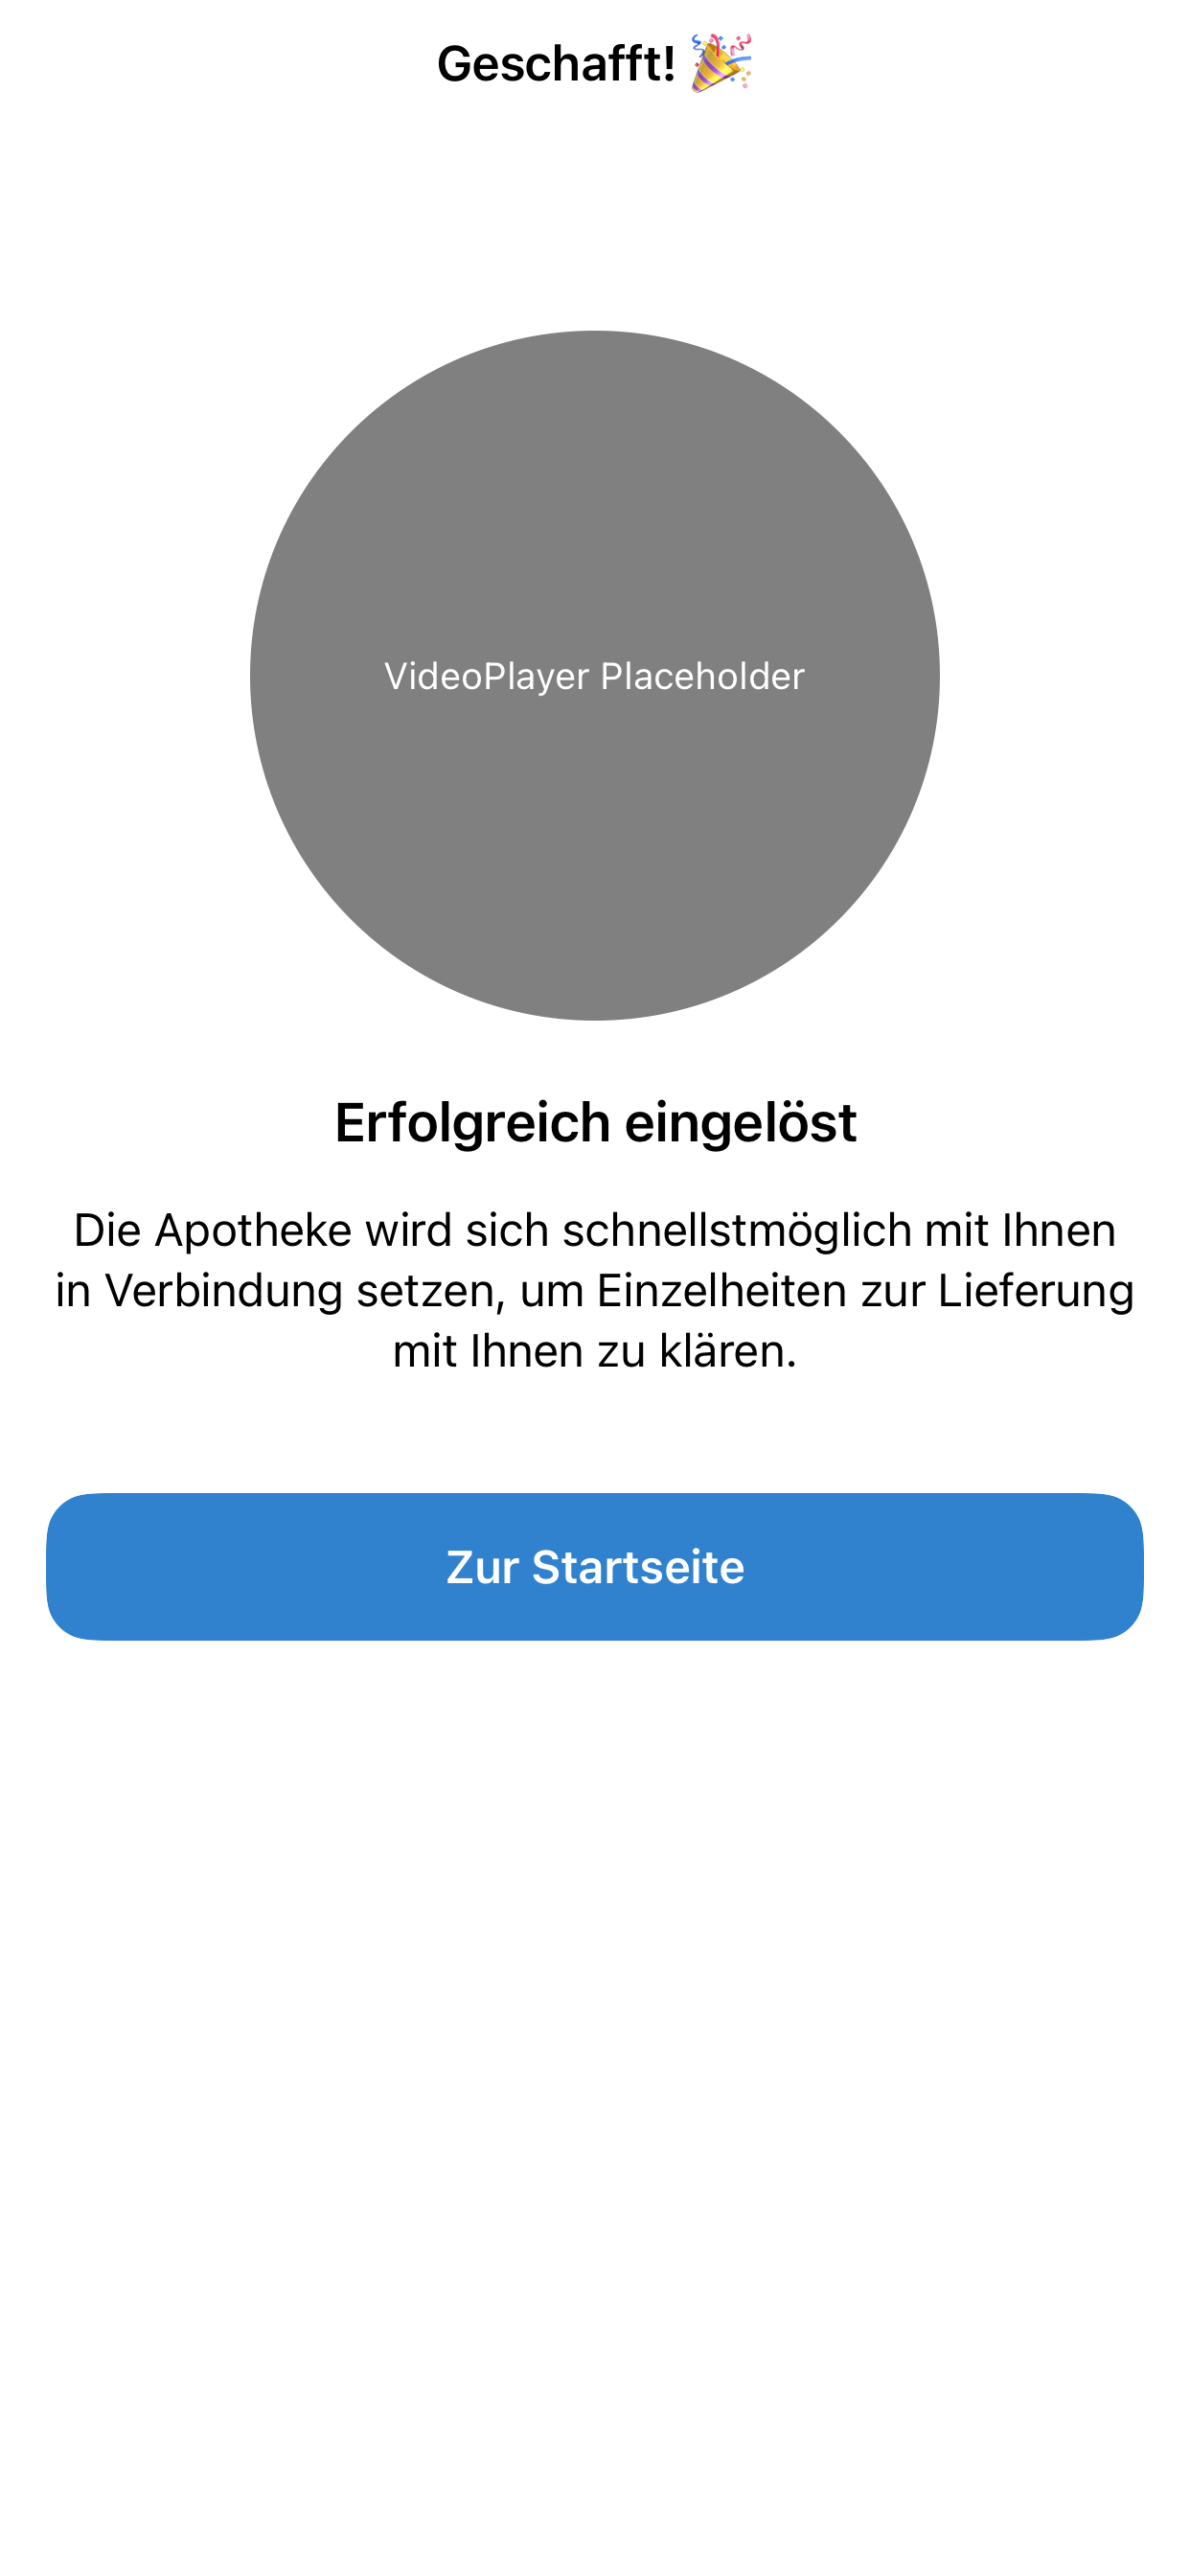 Geschafft! 🎉
VideoPlayer Placeholder
Erfolgreich eingelöst
Die Apotheke wird sich schnellstmöglich mit Ihnen
in Verbindung setzen, um Einzelheiten zur Lieferung
mit Ihnen zu klären.
Zur Startseite